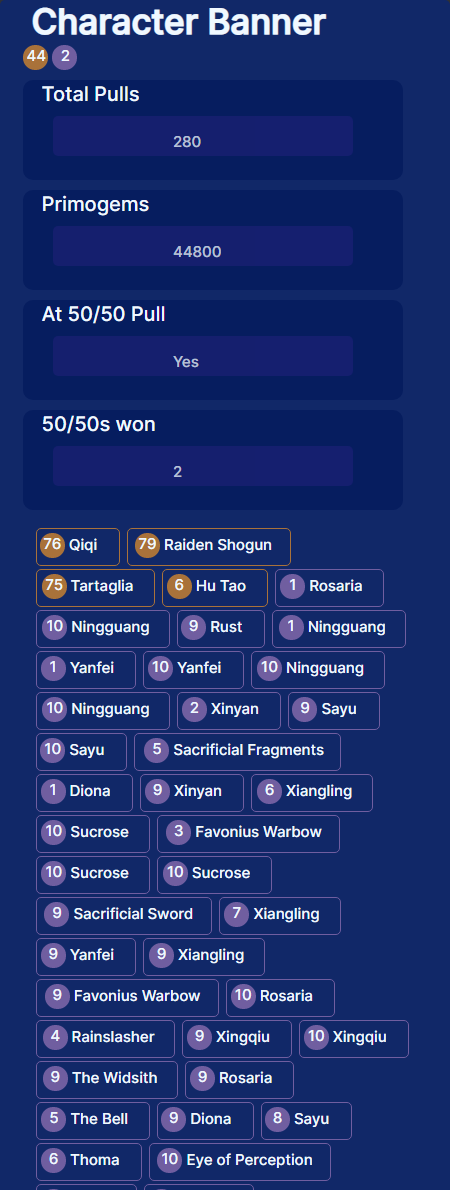 Character Banner
44 2
Total Pulls
280
Primogems
44800
At 50/50 Pull
Yes
50/50s won
2
76 Qiqi 79 Raiden Shogun
75 Tartaglia 6 Hu Tao 1 Rosaria
10 Ningguang 9 Rust 1 Ningguang
1 Yanfei 10 Yanfei 10 Ningguang
10 Ningguang 2 Xinyan 9 Sayu
10 Sayu 5 Sacrificial Fragments
1 Diona 9 Xinyan 6 Xiangling
10 Sucrose 3 Favonius Warbow
10 Sucrose 10 Sucrose
9 Sacrificial Sword 7 Xiangling
9 Yanfei 9 Xiangling
9 Favonius Warbow 10 Rosaria
4 Rainslasher 9 Xingqiu 10 Xingqiu
9 The Widsith 9 Rosaria
5 The Bell 9 Diona 8 Sayu
6 Thoma 10 Eye of Perception